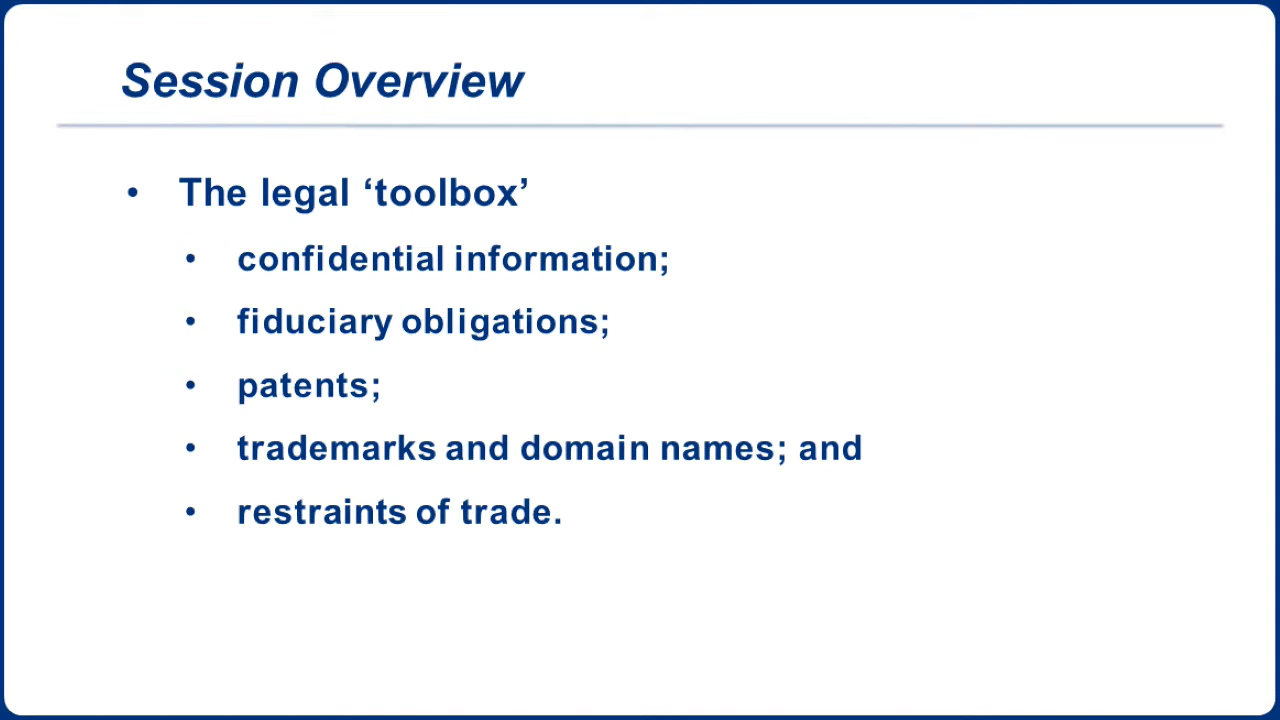 Session Overview
• The legal ‘toolbox’
• confidential information;
• fiduciary obligations;
• patents;
• trademarks and domain names; and
• restraints of trade.